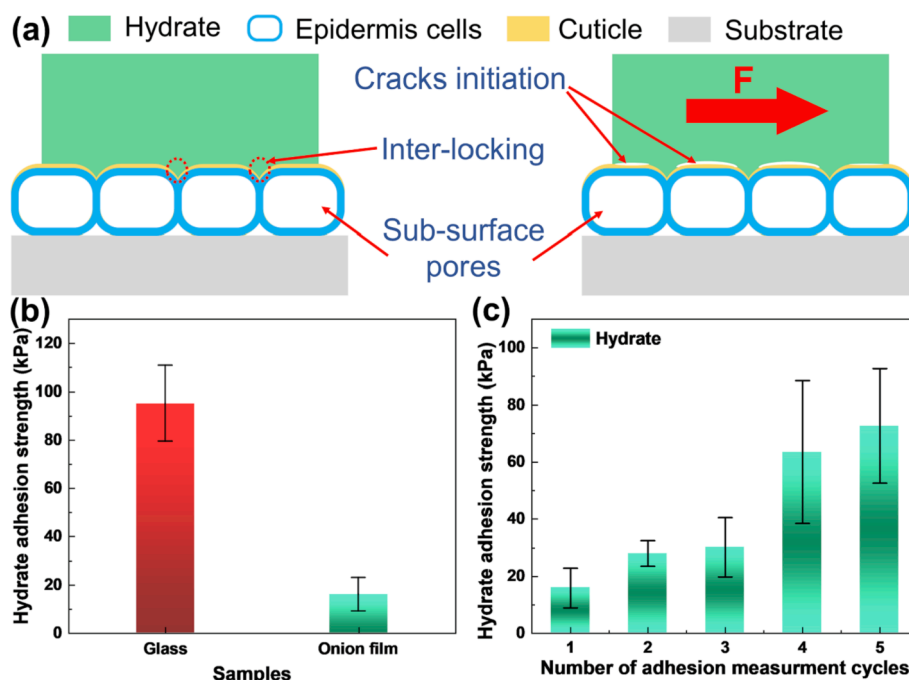 (a) Hydrate Epidermis cells Cuticle Substrate
Cracks initiation
F
Inter-locking
Sub-surface
pores
(b)
Hydrate adhesion strength (kPa)
120
100
80
60
40
20
0
Glass Onion film
Samples
(c)
Hydrate adhesion strength (kPa)
100
80
60
40
20
0
Hydrate
1 2 3 4 5
Number of adhesion measurment cycles